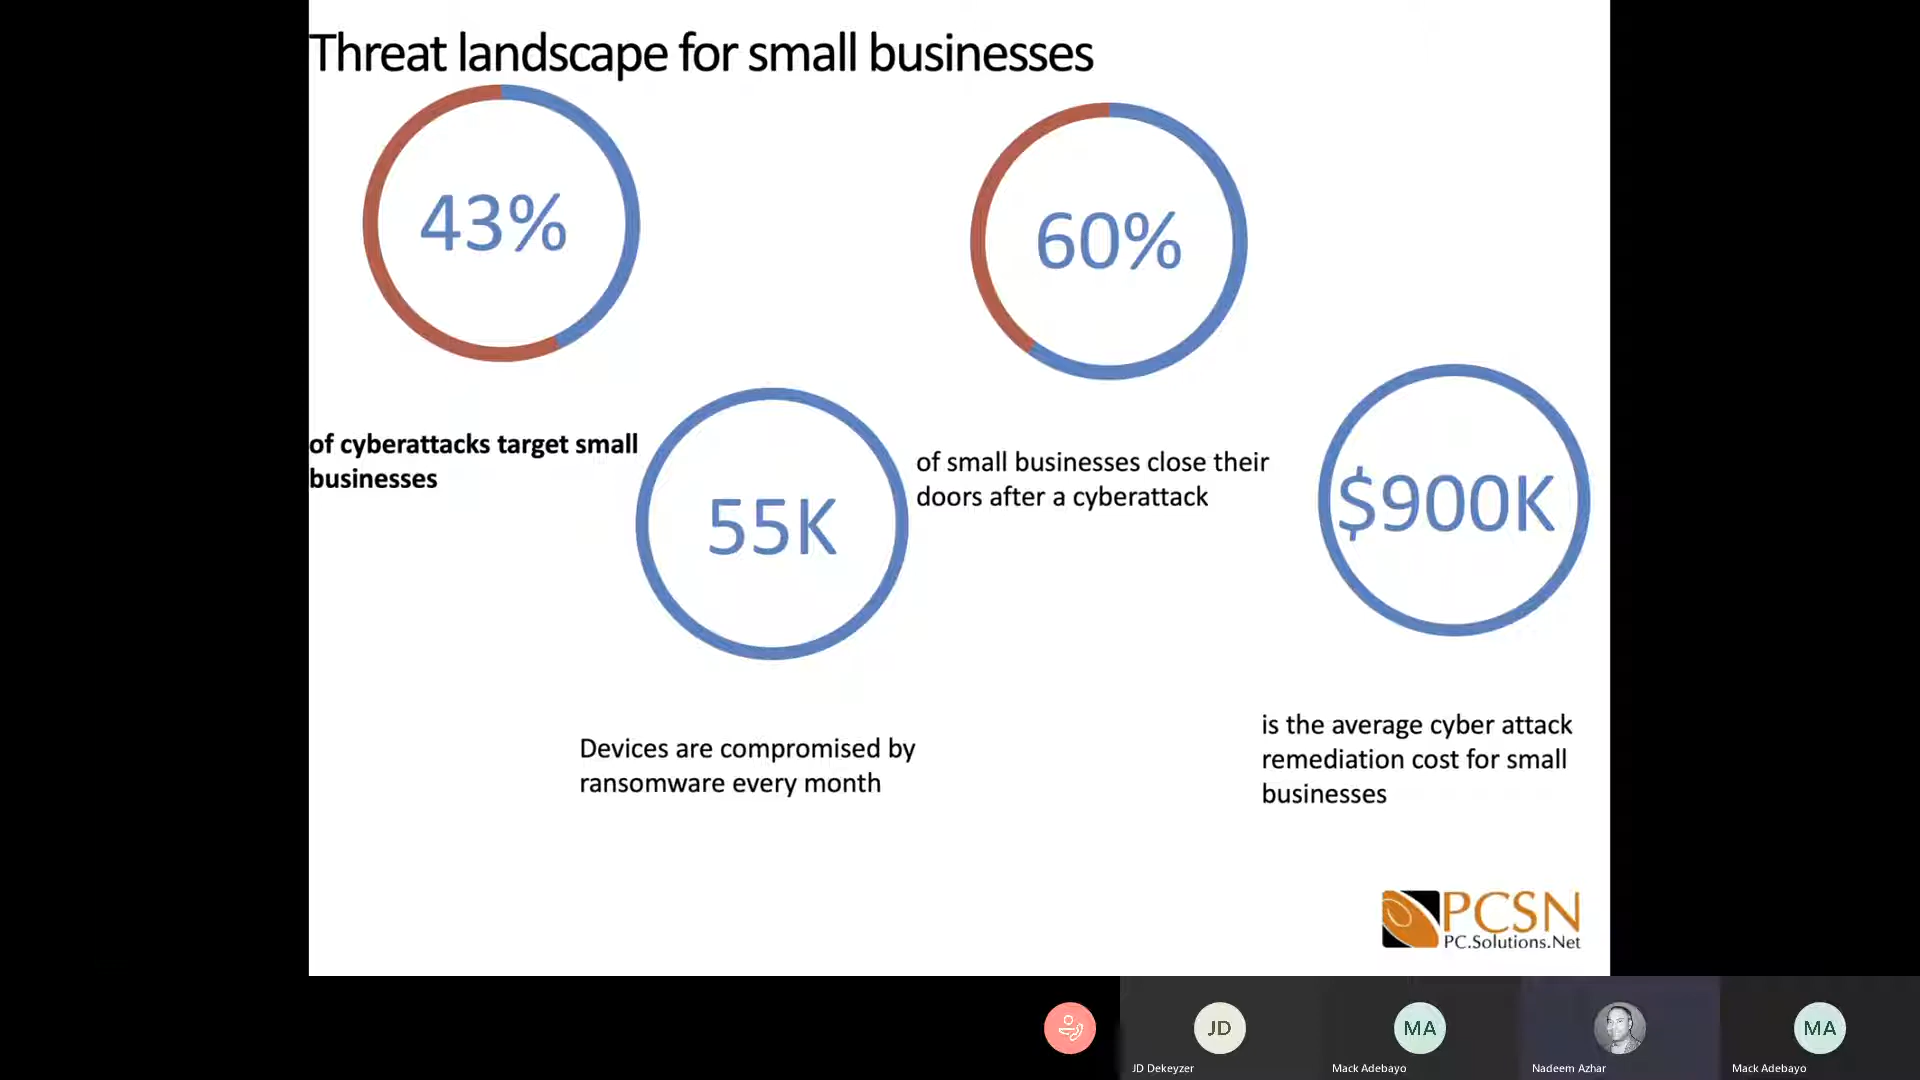 Threat landscape for small businesses
43%
of cyberattacks target small
businesses
60%
of small businesses close their
doors after a cyberattack
55K
Devices are compromised by
ransomware every month
$900K
is the average cyber attack
remediation cost for small
businesses
PCSN
PC.Solutions.Net
JD
JD Dekeyzer
MA
Mack Adebayo
Nadeem Azhar
MA
Mack Adebayo